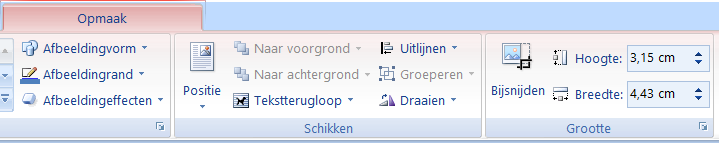 Opmaak
Afbeeldingvorm
Afbeeldingrand
Afbeeldingeffecten
Positie
Naar voorgrond
Naar achtergrond
Tekstterugloop
Uitlijnen
Groeperen
Draaien
Schikken
Bijsnijden
Hoogte: 3,15 cm
Breedte: 4,43 cm
Grootte